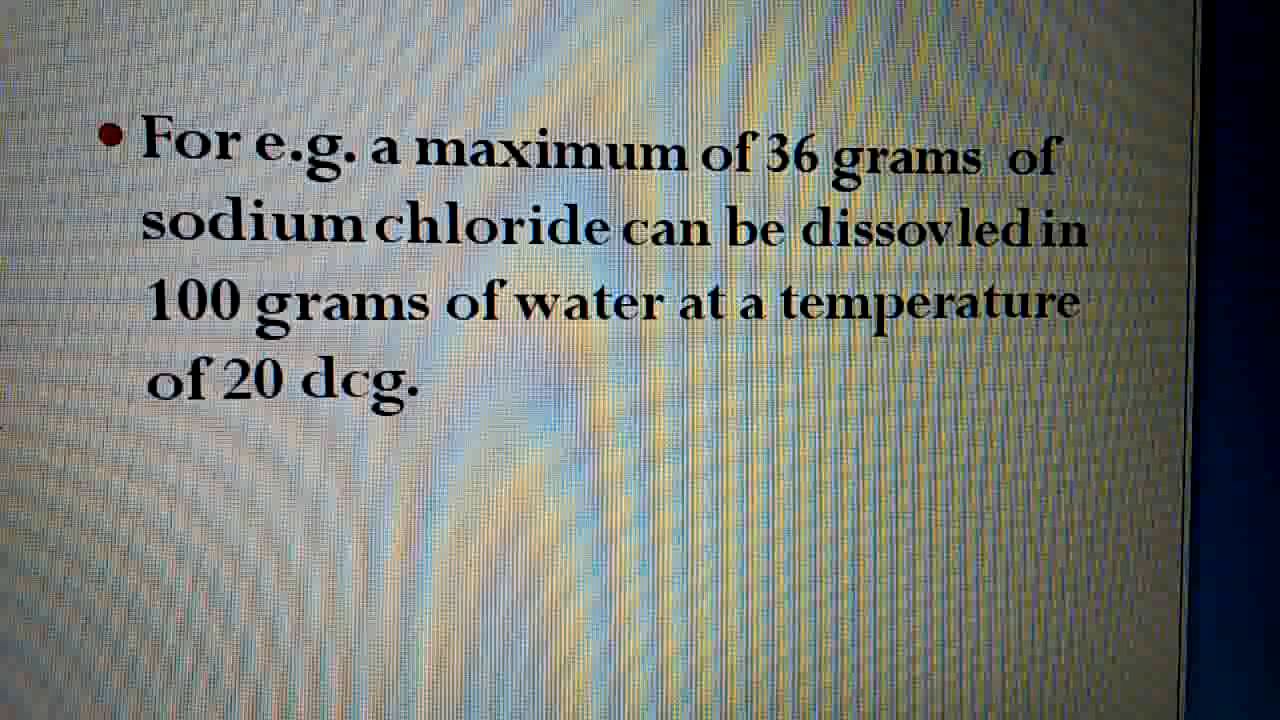 • For e.g. a maximum of 36 grams of
sodium chloride can be dissovled in
100 grams of water at a temperature
of 20 dcg.